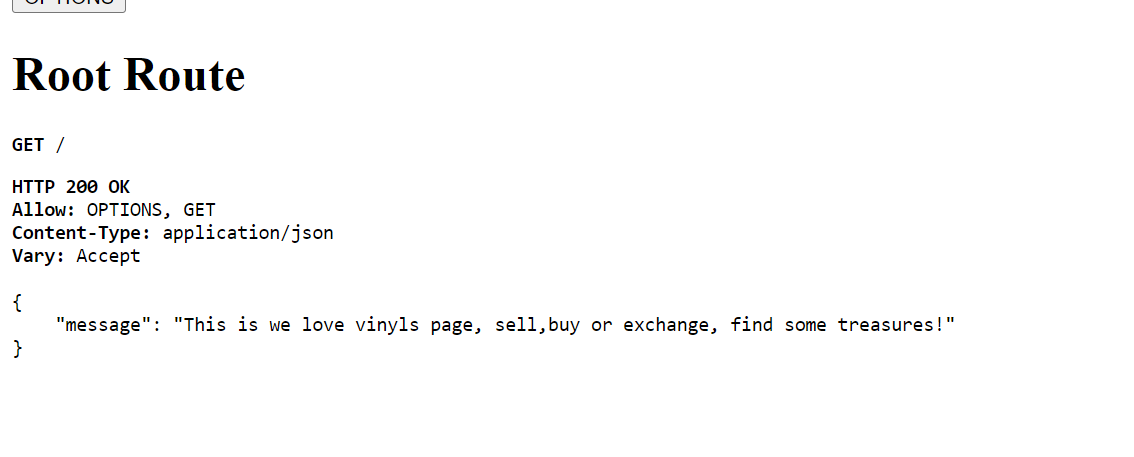 OPTIONS
Root Route
GET /
HTTP 200 OK
Allow: OPTIONS, GET
Content-Type: application/json
Vary: Accept
{
    "message": "This is we love vinyls page, sell,buy or exchange, find some treasures!"
}